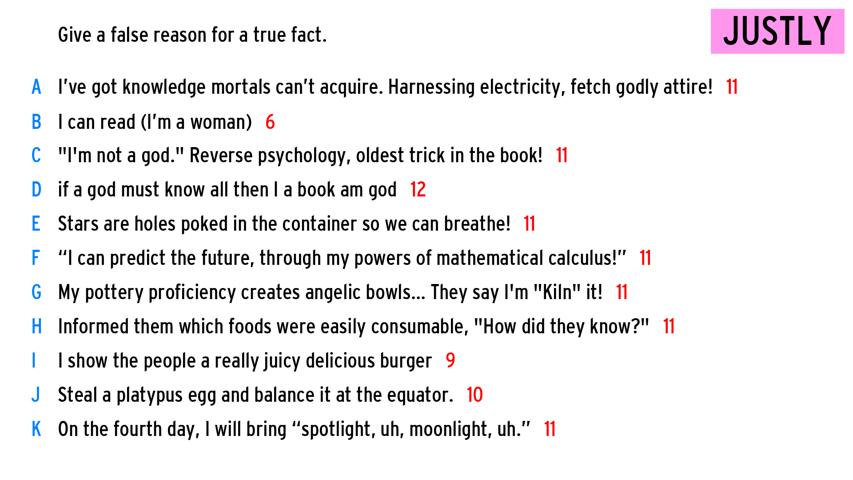 Give a false reason for a true fact.
JUSTLY
A I've got knowledge mortals can't acquire. Harnessing electricity, fetch godly attire! 11
B I can read (I'm a woman) 6
C "I'm not a god." Reverse psychology, oldest trick in the book! 11
D if a god must know all then I a book am god 12
E Stars are holes poked in the container so we can breathe! 11
F “I can predict the future, through my powers of mathematical calculus!” 11
G My pottery proficiency creates angelic bowls... They say I'm "Kiln" it! 11
H Informed them which foods were easily consumable, "How did they know?" 11
I I show the people a really juicy delicious burger 9
J Steal a platypus egg and balance it at the equator. 10
K On the fourth day, I will bring “spotlight, uh, moonlight, uh.” 11